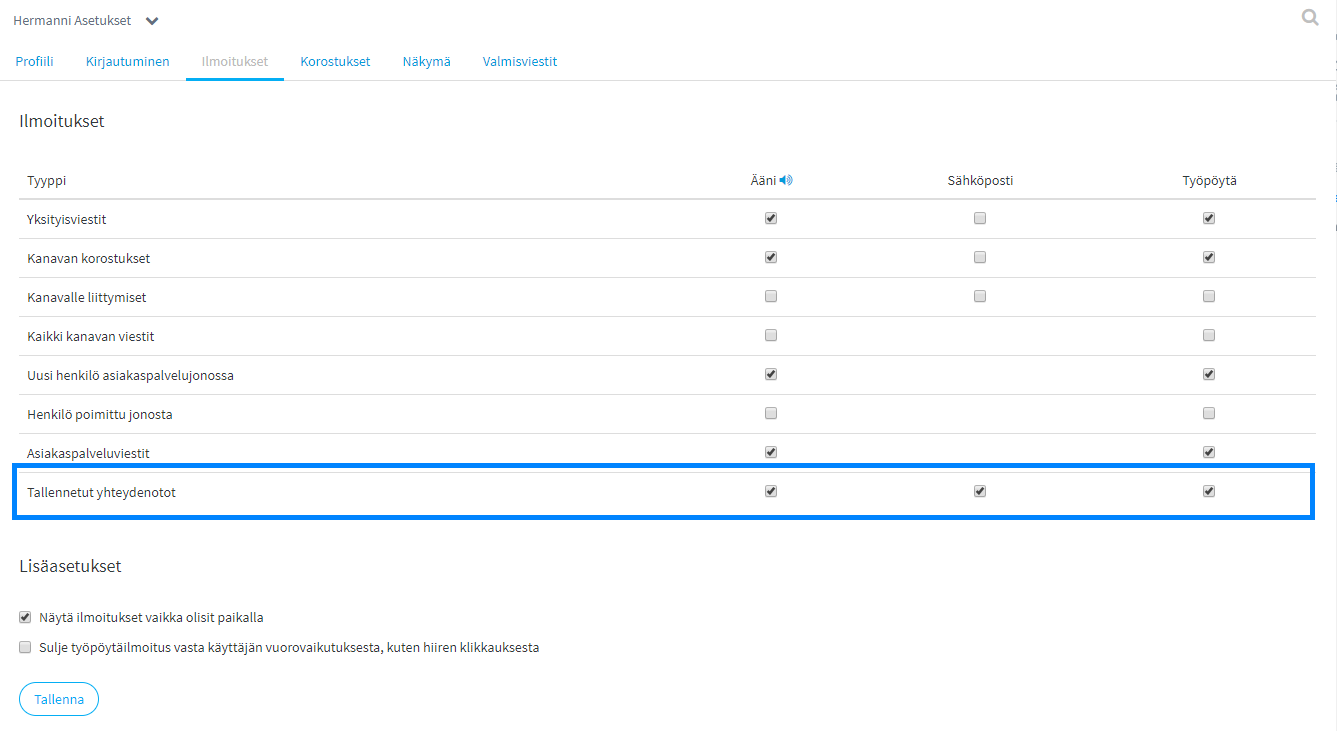 Hermanni Asetukset
Profiili Kirjautuminen Ilmoitukset Korostukset Näkymä Valmisviestit
Ilmoitukset
Tyyppi Ääni Sähköposti Työpöytä
Yksityisviestit
Kanavan korostukset
Kanavalle liittymiset
Kaikki kanavan viestit
Uusi henkilö asiakaspalvelujonossa
Henkilö poimittu jonosta
Asiakaspalveluviestit
Tallennetut yhteydenotot
Lisäasetukset
Näytä ilmoitukset vaikka olisit paikalla
Sulje työpöytäilmoitus vasta käyttäjän vuorovaikutuksesta, kuten hiiren klikkauksesta
Tallenna